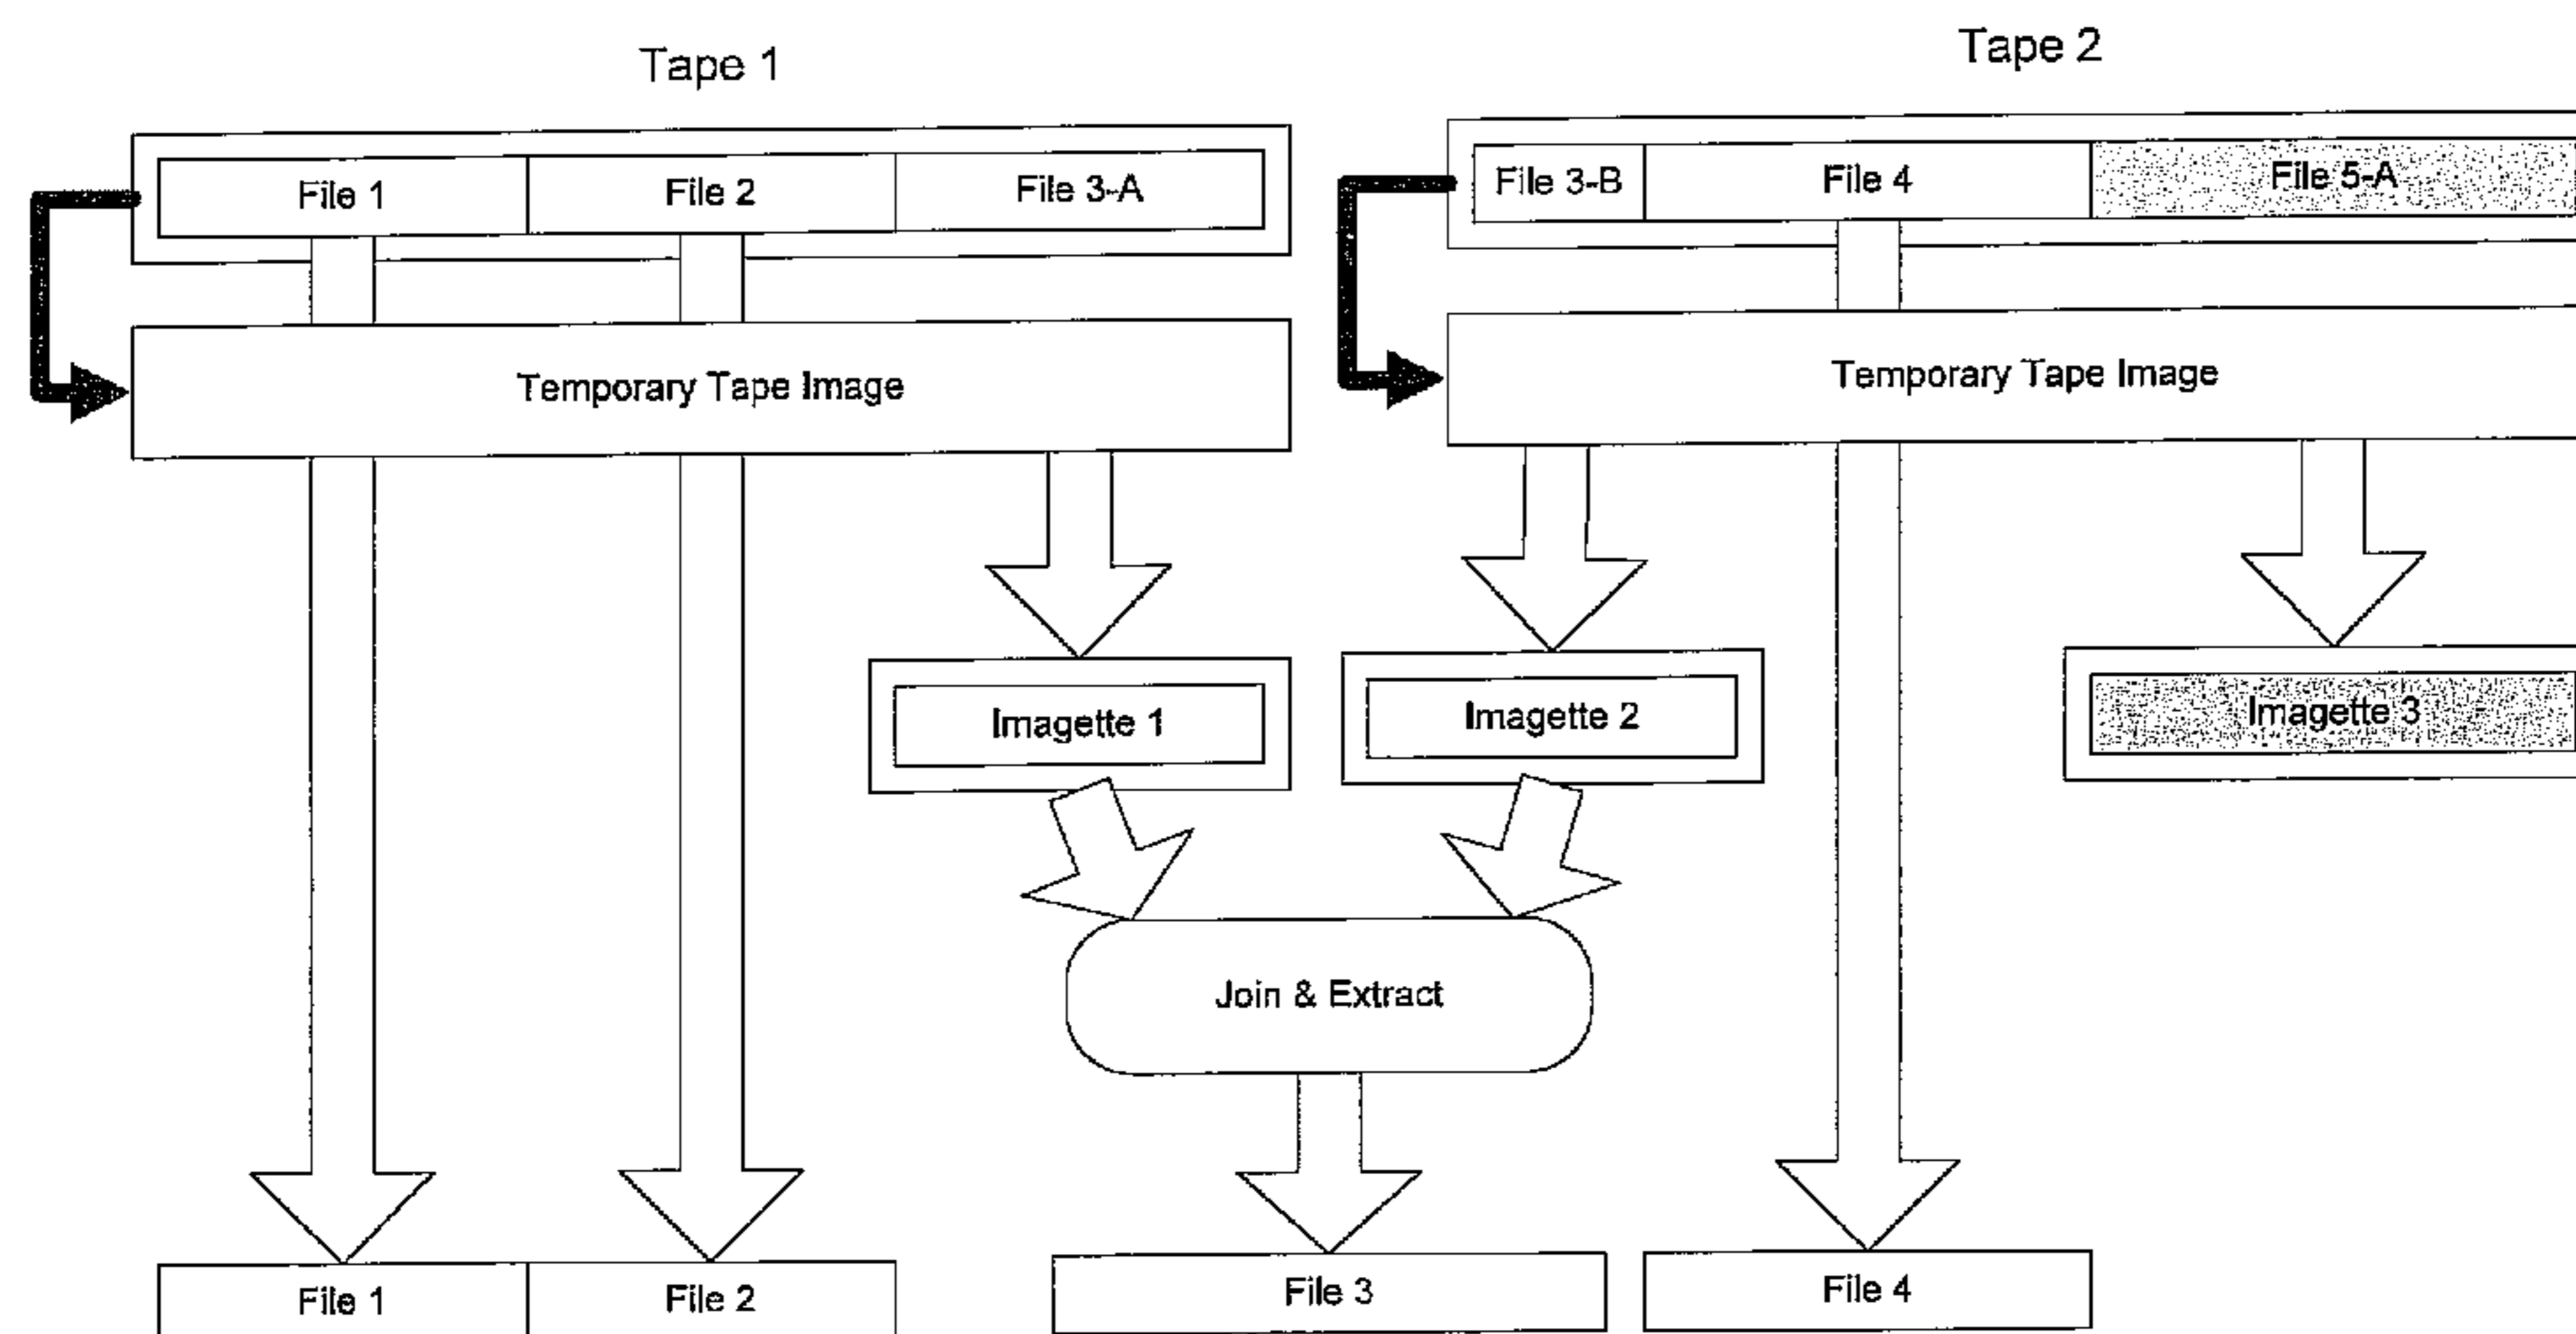 Tape 1
Tape 2
File 1
File 2
File 3-A
File 3-B
File 4
File 5-A
Temporary Tape Image
Temporary Tape Image
Imagette 1
Imagette 2
Imagette 3
Join & Extract
File 1
File 2
File 3
File 4